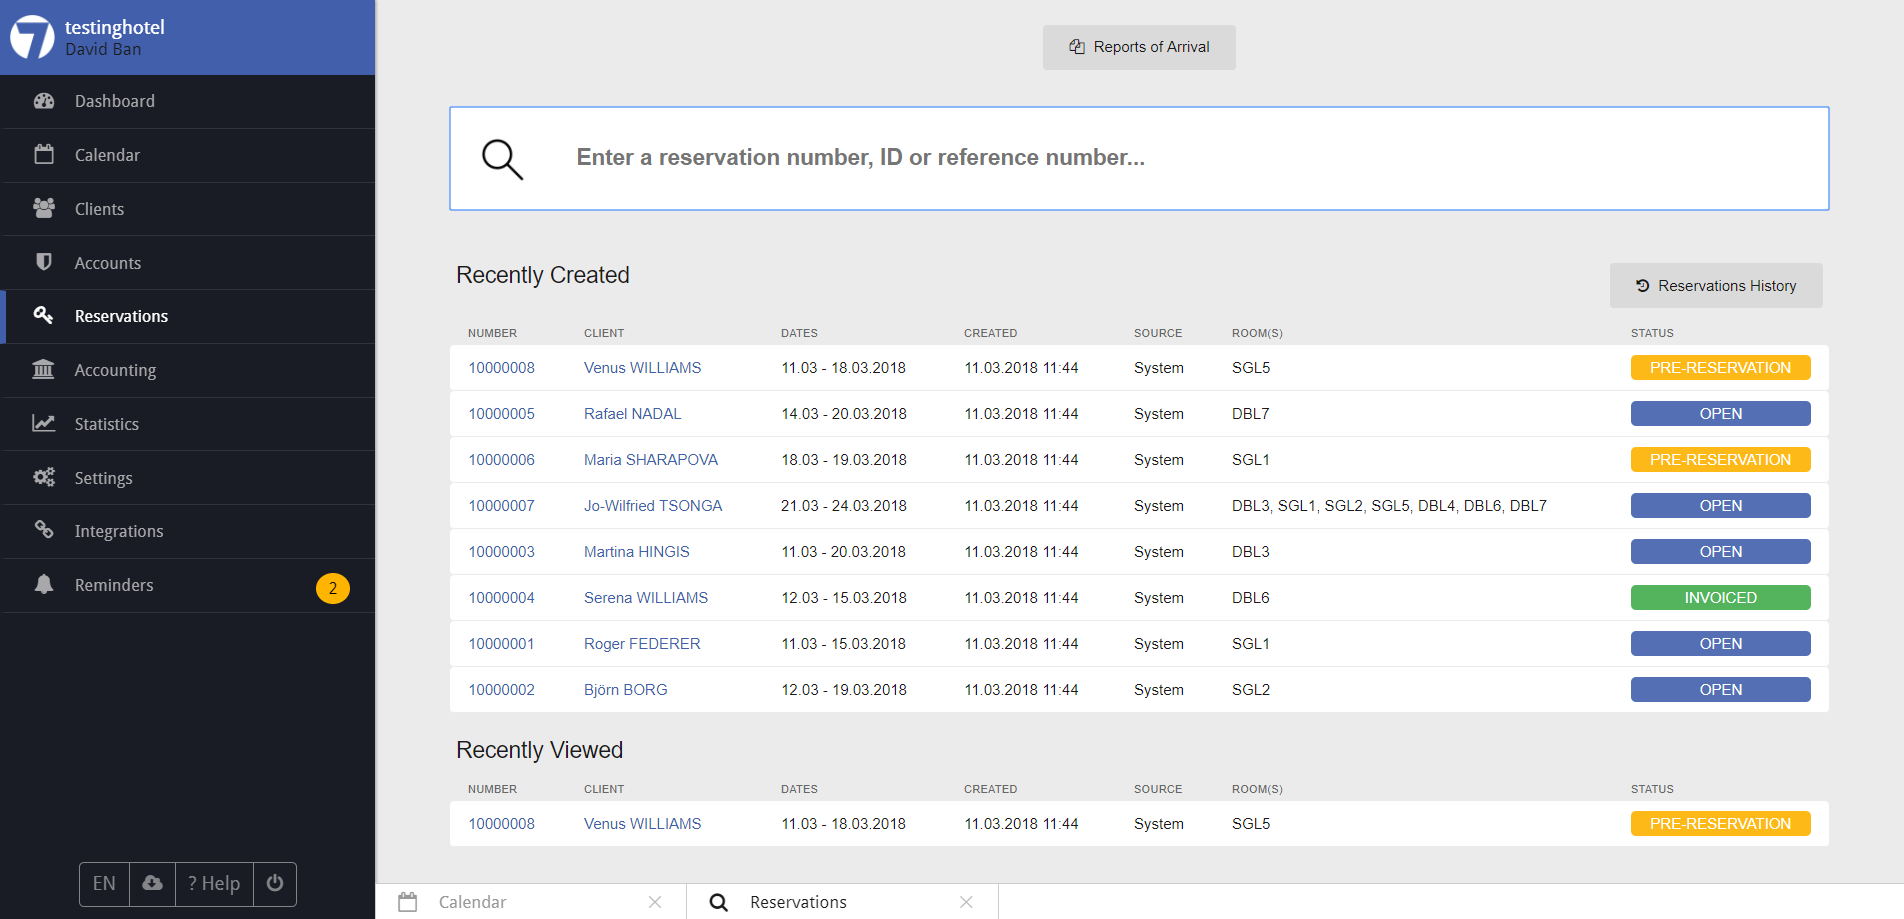 testinghotel
David Ban
Dashboard
Calendar
Clients
Accounts
Reservations
Accounting
Statistics
Settings
Integrations
Reminders 2
EN ? Help
Reports of Arrival
Enter a reservation number, ID or reference number...
Recently Created
Reservations History
NUMBER CLIENT DATES CREATED SOURCE ROOM(S) STATUS
10000008 Venus WILLIAMS 11.03 - 18.03.2018 11.03.2018 11:44 System SGL5 PRE-RESERVATION
10000005 Rafael NADAL 14.03 - 20.03.2018 11.03.2018 11:44 System DBL7 OPEN
10000006 Maria SHARAPOVA 18.03 - 19.03.2018 11.03.2018 11:44 System SGL1 PRE-RESERVATION
10000007 Jo-Wilfried TSONGA 21.03 - 24.03.2018 11.03.2018 11:44 System DBL3, SGL1, SGL2, SGL5, DBL4, DBL6, DBL7 OPEN
10000003 Martina HINGIS 11.03 - 20.03.2018 11.03.2018 11:44 System DBL3 OPEN
10000004 Serena WILLIAMS 12.03 - 15.03.2018 11.03.2018 11:44 System DBL6 INVOICED
10000001 Roger FEDERER 11.03 - 15.03.2018 11.03.2018 11:44 System SGL1 OPEN
10000002 Björn BORG 12.03 - 19.03.2018 11.03.2018 11:44 System SGL2 OPEN
Recently Viewed
NUMBER CLIENT DATES CREATED SOURCE ROOM(S) STATUS
10000008 Venus WILLIAMS 11.03 - 18.03.2018 11.03.2018 11:44 System SGL5 PRE-RESERVATION
Calendar Reservations